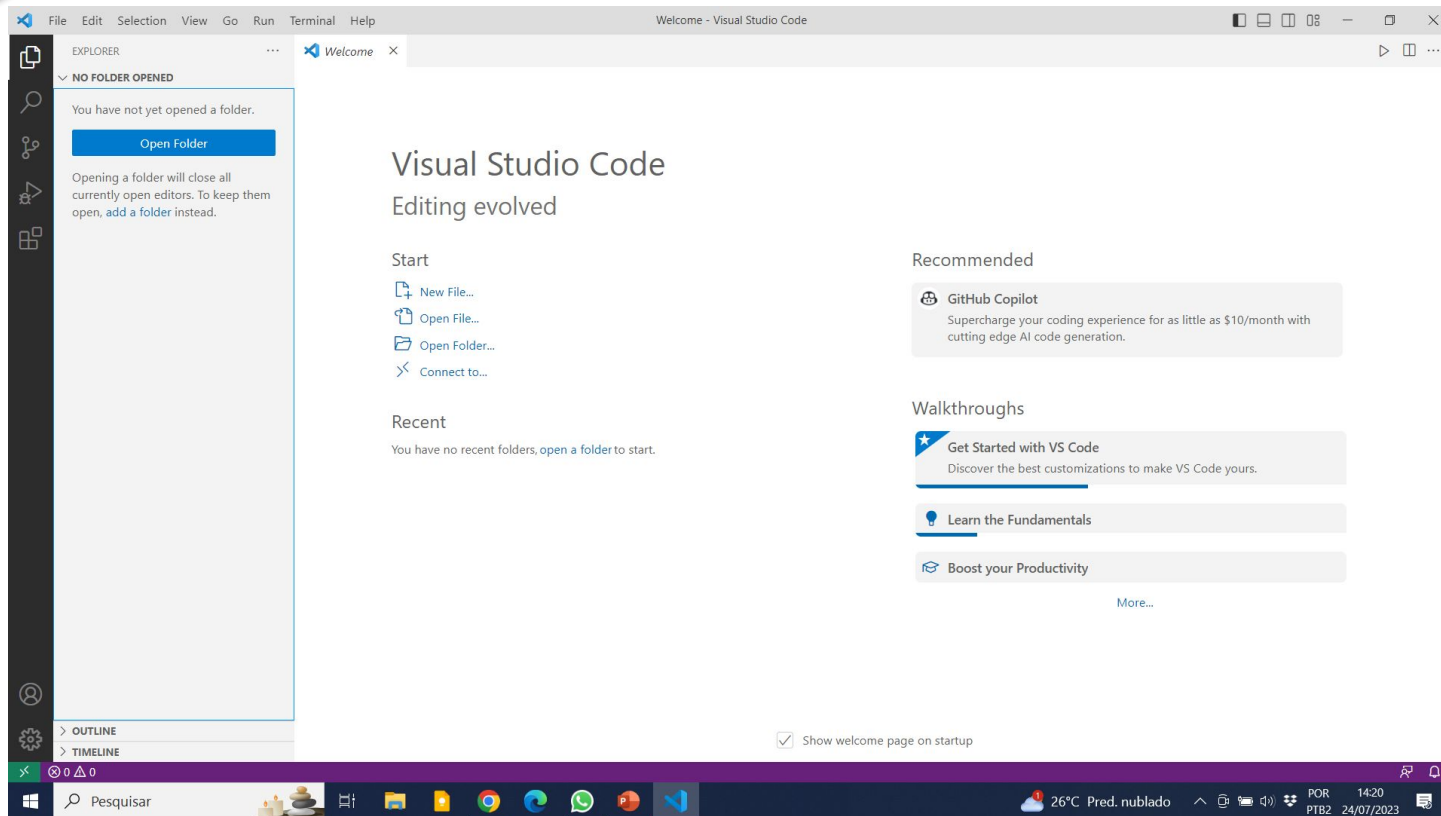 File Edit Selection View Go Run Terminal Help
Welcome - Visual Studio Code
EXPLORER
NO FOLDER OPENED
You have not yet opened a folder.
Open Folder
Opening a folder will close all
currently open editors. To keep them
open, add a folder instead.
OUTLINE
TIMELINE
Welcome
Visual Studio Code
Editing evolved
Start
New File...
Open File...
Open Folder...
Connect to...
Recent
You have no recent folders, open a folder to start.
Recommended
GitHub Copilot
Supercharge your coding experience for as little as $10/month with
cutting edge AI code generation.
Walkthroughs
Get Started with VS Code
Discover the best customizations to make VS Code yours.
Learn the Fundamentals
Boost your Productivity
More...
Show welcome page on startup
0 0
Pesquisar
1
26°C Pred. nublado
POR
PTB2
14:20
24/07/2023